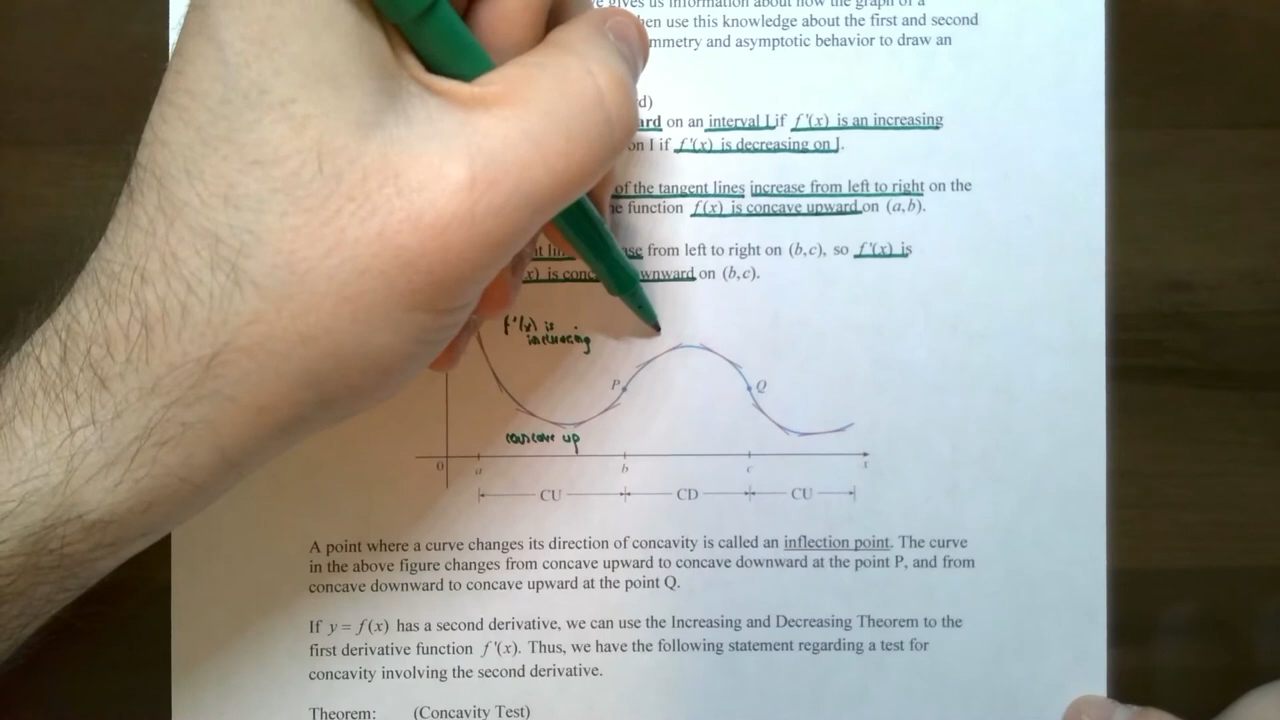 gives us information about how the graph of a
en use this knowledge about the first and second
mmetry and asymptotic behavior to draw an
d)
ard on an interval I if f '(x) is an increasing
on I if f '(x) is decreasing on I.
of the tangent lines increase from left to right on the
e function f(x) is concave upward on (a,b).
nt lin ase from left to right on (b,c), so f '(x) is
x) is conc wnward on (b,c).
f'(x) is
increasing
P
Q
concave up
0
a
b
c
x
CU
CD
CU
A point where a curve changes its direction of concavity is called an inflection point. The curve
in the above figure changes from concave upward to concave downward at the point P, and from
concave downward to concave upward at the point Q.
If y = f(x) has a second derivative, we can use the Increasing and Decreasing Theorem to the
first derivative function f '(x). Thus, we have the following statement regarding a test for
concavity involving the second derivative.
Theorem: (Concavity Test)